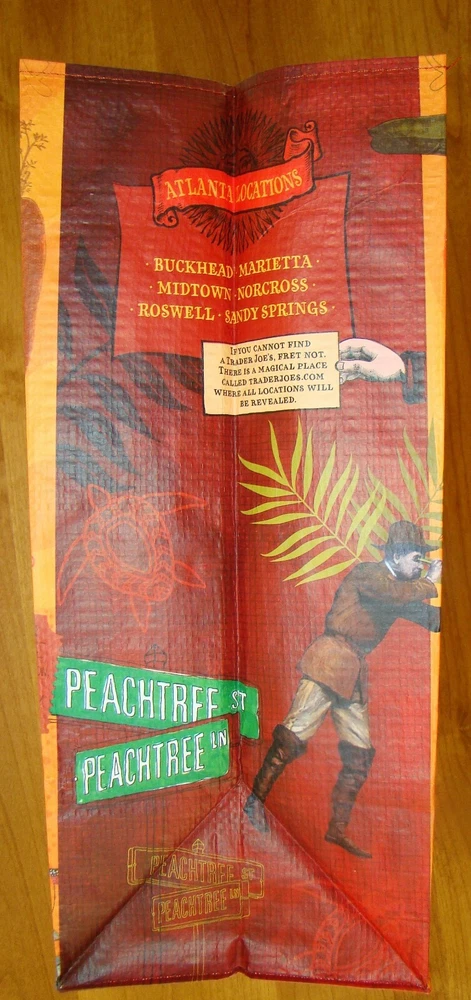 ATLANTA LOCATIONS
· BUCKHEAD · MARIETTA ·
· MIDTOWN · NORCROSS ·
· ROSWELL · SANDY SPRINGS ·
IF YOU CANNOT FIND
A TRADER JOE'S, FRET NOT.
THERE IS A MAGICAL PLACE
CALLED TRADERJOES.COM
WHERE ALL LOCATIONS WILL
BE REVEALED.
PEACHTREE ST
PEACHTREE LN
PEACHTREE ST
PEACHTREE LN